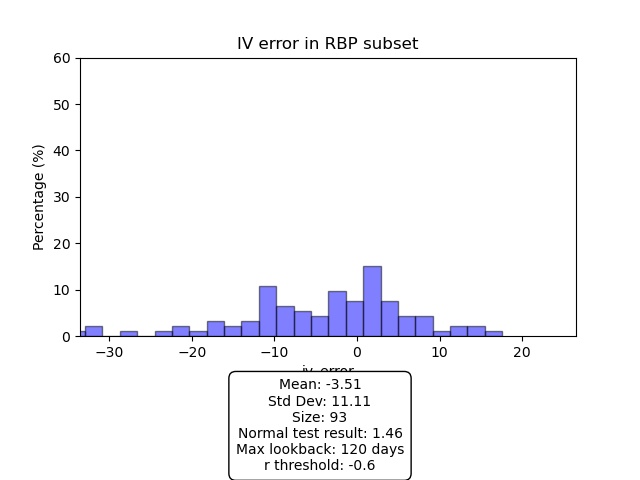 IV error in RBP subset
60
50
40
30
20
10
0
Percentage (%)
−30 −20 −10 0 10 20
iv_error
Mean: -3.51
Std Dev: 11.11
Size: 93
Normal test result: 1.46
Max lookback: 120 days
r threshold: -0.6